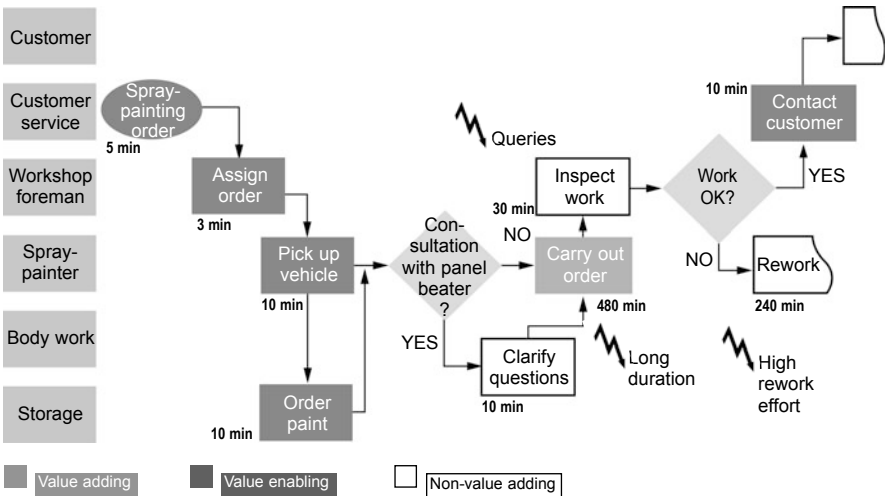 Customer
Customer
service
Workshop
foreman
Spray-
painter
Body work
Storage
Spray-
painting
order
5 min
Assign
order
3 min
Pick up
vehicle
10 min
Order
paint
10 min
Con-
sultation
with panel
beater
?
NO
YES
Clarify
questions
10 min
Carry out
order
480 min
Long
duration
Queries
Inspect
work
30 min
Work
OK?
YES
NO
Rework
240 min
High
rework
effort
10 min
Contact
customer
Value adding
Value enabling
Non-value adding